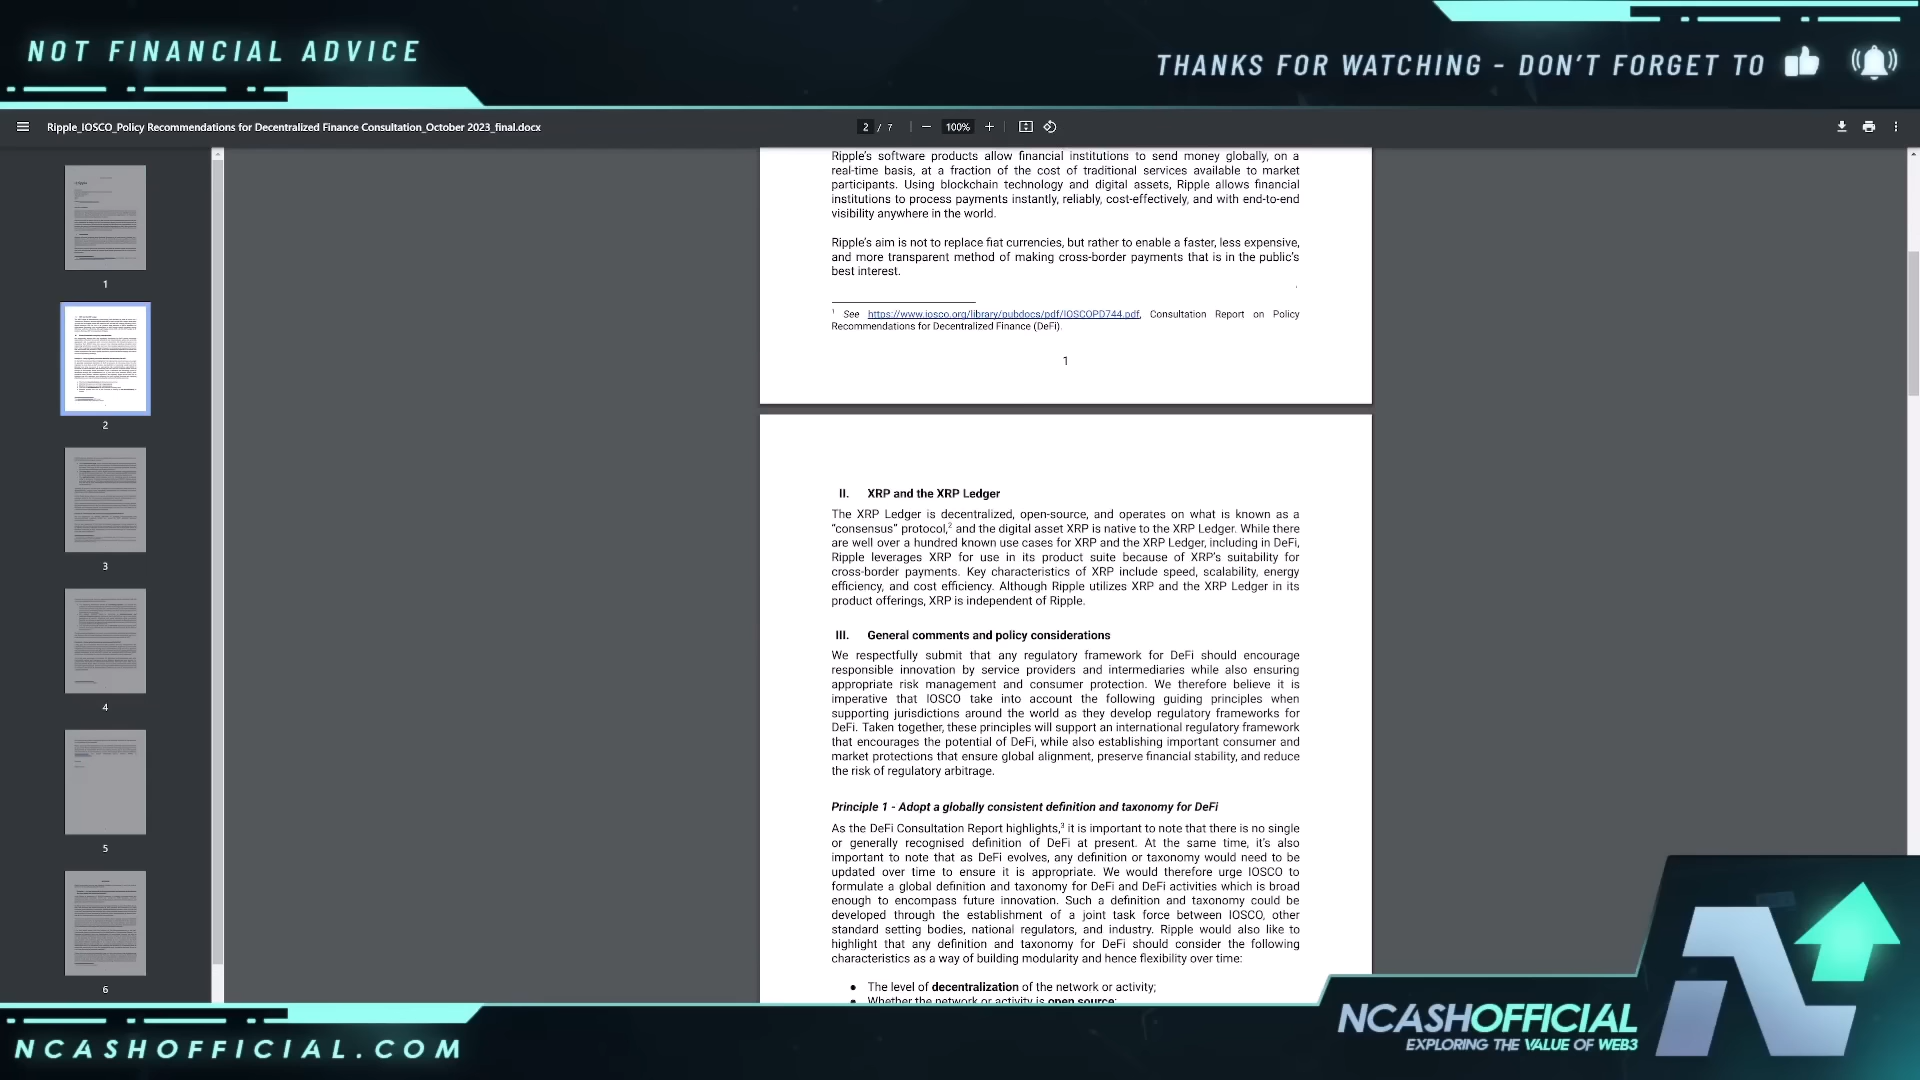 NOT FINANCIAL ADVICE
THANKS FOR WATCHING - DON'T FORGET TO
Ripple_IOSCO_Policy Recommendations for Decentralized Finance Consultation_October 2023_final.docx
2 / 7
100%
1
2
3
4
5
6
Ripple's software products allow financial institutions to send money globally, on a
real-time basis, at a fraction of the cost of traditional services available to market
participants. Using blockchain technology and digital assets, Ripple allows financial
institutions to process payments instantly, reliably, cost-effectively, and with end-to-end
visibility anywhere in the world.
Ripple's aim is not to replace fiat currencies, but rather to enable a faster, less expensive,
and more transparent method of making cross-border payments that is in the public's
best interest.
1 See https://www.iosco.org/library/pubdocs/pdf/IOSCOPD744.pdf, Consultation Report on Policy
Recommendations for Decentralized Finance (DeFi).
1
II. XRP and the XRP Ledger
The XRP Ledger is decentralized, open-source, and operates on what is known as a
“consensus” protocol,2 and the digital asset XRP is native to the XRP Ledger. While there
are well over a hundred known use cases for XRP and the XRP Ledger, including in DeFi,
Ripple leverages XRP for use in its product suite because of XRP's suitability for
cross-border payments. Key characteristics of XRP include speed, scalability, energy
efficiency, and cost efficiency. Although Ripple utilizes XRP and the XRP Ledger in its
product offerings, XRP is independent of Ripple.
III. General comments and policy considerations
We respectfully submit that any regulatory framework for DeFi should encourage
responsible innovation by service providers and intermediaries while also ensuring
appropriate risk management and consumer protection. We therefore believe it is
imperative that IOSCO take into account the following guiding principles when
supporting jurisdictions around the world as they develop regulatory frameworks for
DeFi. Taken together, these principles will support an international regulatory framework
that encourages the potential of DeFi, while also establishing important consumer and
market protections that ensure global alignment, preserve financial stability, and reduce
the risk of regulatory arbitrage.
Principle 1 - Adopt a globally consistent definition and taxonomy for DeFi
As the DeFi Consultation Report highlights,3 it is important to note that there is no single
or generally recognised definition of DeFi at present. At the same time, it's also
important to note that as DeFi evolves, any definition or taxonomy would need to be
updated over time to ensure it is appropriate. We would therefore urge IOSCO to
formulate a global definition and taxonomy for DeFi and DeFi activities which is broad
enough to encompass future innovation. Such a definition and taxonomy could be
developed through the establishment of a joint task force between IOSCO, other
standard setting bodies, national regulators, and industry. Ripple would also like to
highlight that any definition and taxonomy for DeFi should consider the following
characteristics as a way of building modularity and hence flexibility over time:
● The level of decentralization of the network or activity;
● Whether the network or activity is open source;
NCASHOFFICIAL.COM
NCASHOFFICIAL
EXPLORING THE VALUE OF WEB3